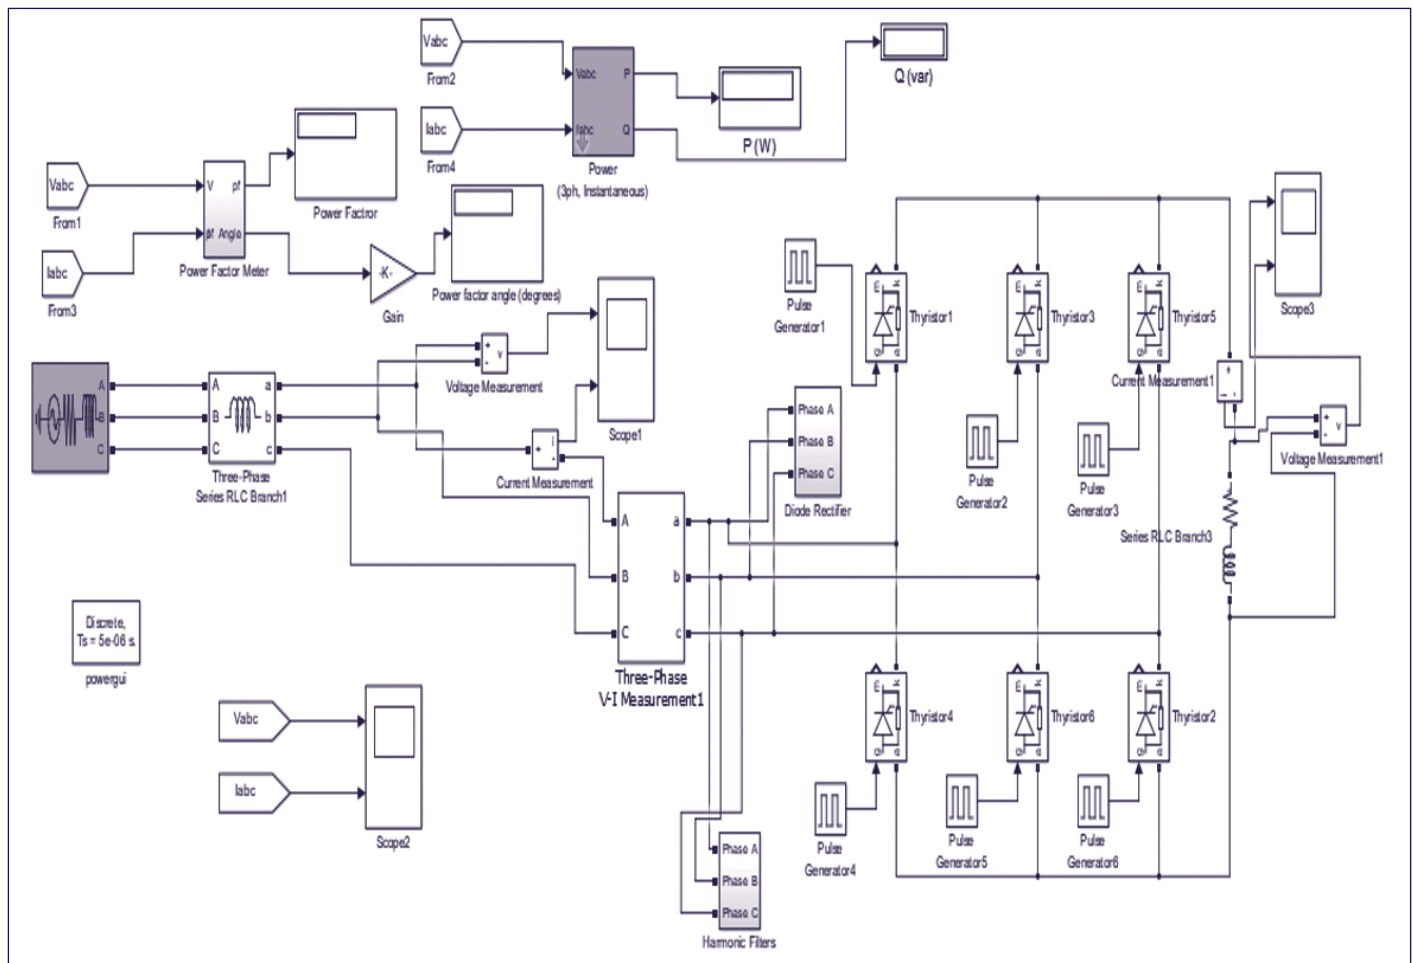 Vabc
From2
Iabc
From4
Vabc
P
Iabc
Q
Power
(3ph, Instantaneous)
P (W)
Q (var)
Vabc
From1
Iabc
From3
V
pf
pf Angle
Power Factor Meter
Power Factror
-K-
Gain
Power factor angle (degrees)
A
B
C
A
B
C
a
b
c
Three-Phase
Series RLC Branch1
+
-
v
Voltage Measurement
Scope1
+
i
-
Current Measurement
A
B
C
a
b
c
Three-Phase
V-I Measurement1
Phase A
Phase B
Phase C
Diode Rectifier
Pulse
Generator1
m
k
g
a
Thyristor1
Pulse
Generator2
m
k
g
a
Thyristor3
Pulse
Generator3
m
k
g
a
Thyristor5
Current Measurement1
+
i
-
Scope3
+
-
v
Voltage Measurement1
Series RLC Branch3
Discrete,
Ts = 5e-06 s.
powergui
Vabc
Iabc
Scope2
m
k
g
a
Thyristor4
m
k
g
a
Thyristor6
m
k
g
a
Thyristor2
Pulse
Generator4
Pulse
Generator5
Pulse
Generator6
Phase A
Phase B
Phase C
Harmonic Filters